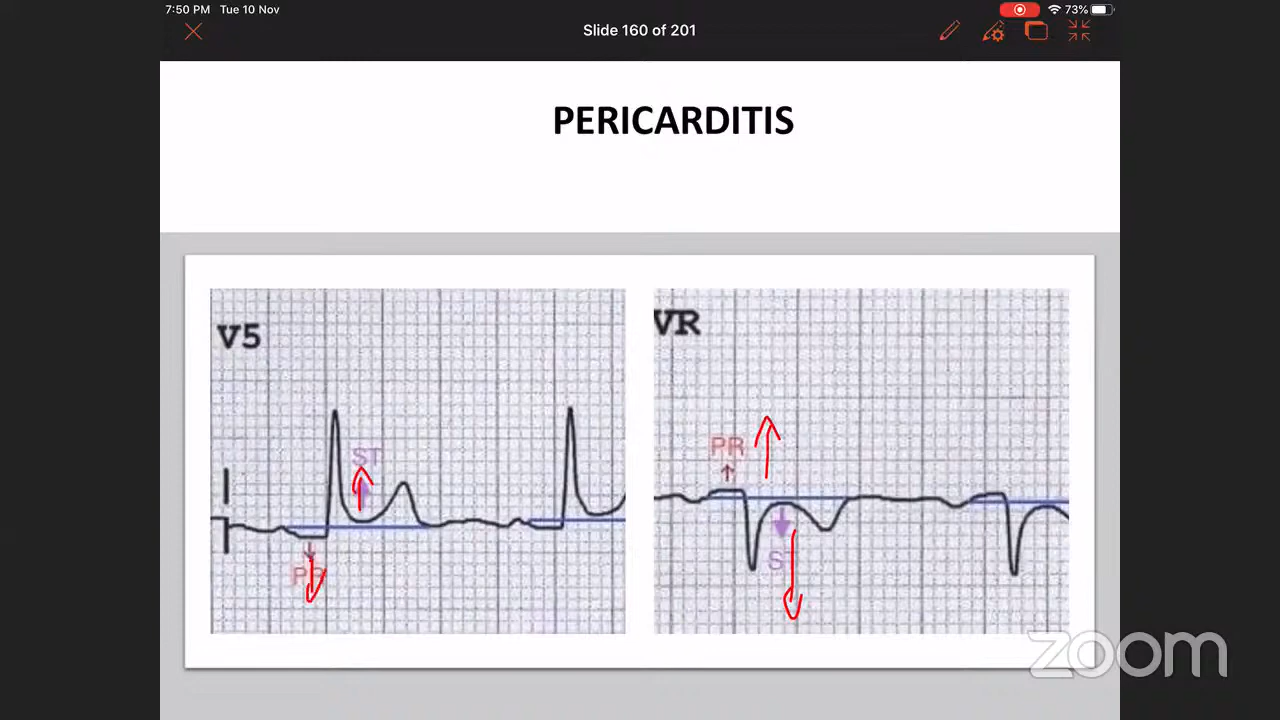 7:50 PM Tue 10 Nov
73%
Slide 160 of 201
PERICARDITIS
V5
ST
PR
VR
PR
ST
zoom